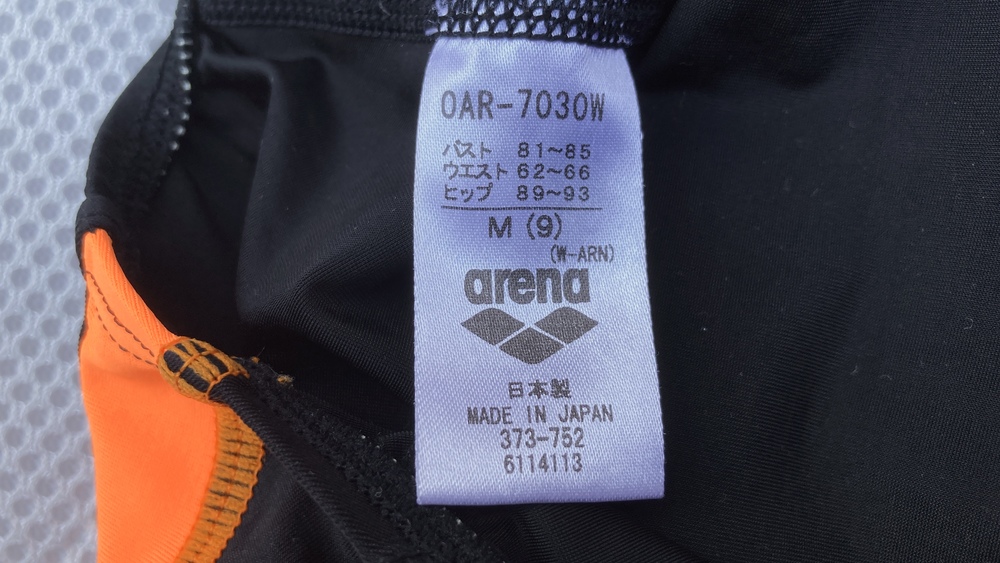 OAR-7030W
バスト 81~85
ウエスト 62~66
ヒップ 89~93
M (9)
(W-ARN)
arena
日本製
MADE IN JAPAN
373-752
6114113